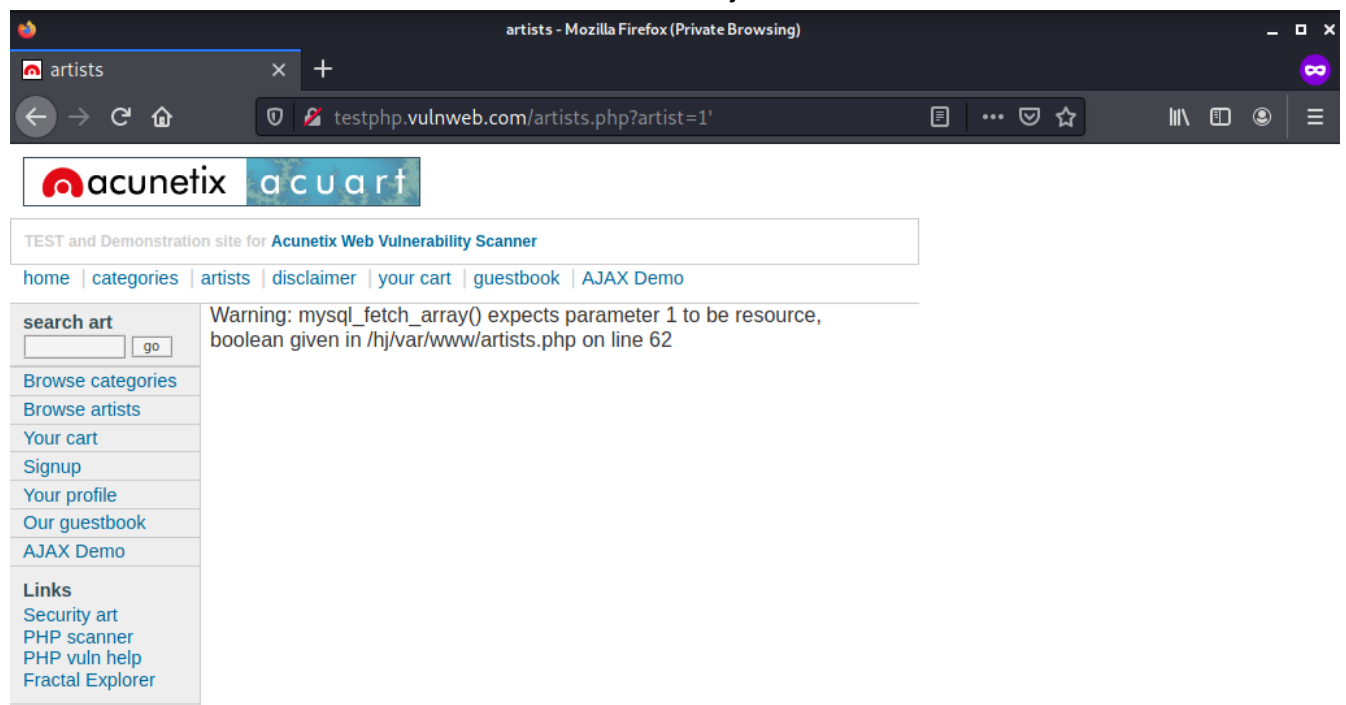 artists - Mozilla Firefox (Private Browsing)
artists
testphp.vulnweb.com/artists.php?artist=1'
acunetix acuart
TEST and Demonstration site for Acunetix Web Vulnerability Scanner
home | categories | artists | disclaimer | your cart | guestbook | AJAX Demo
search art
go
Browse categories
Browse artists
Your cart
Signup
Your profile
Our guestbook
AJAX Demo
Links
Security art
PHP scanner
PHP vuln help
Fractal Explorer
Warning: mysql_fetch_array() expects parameter 1 to be resource,
boolean given in /hj/var/www/artists.php on line 62